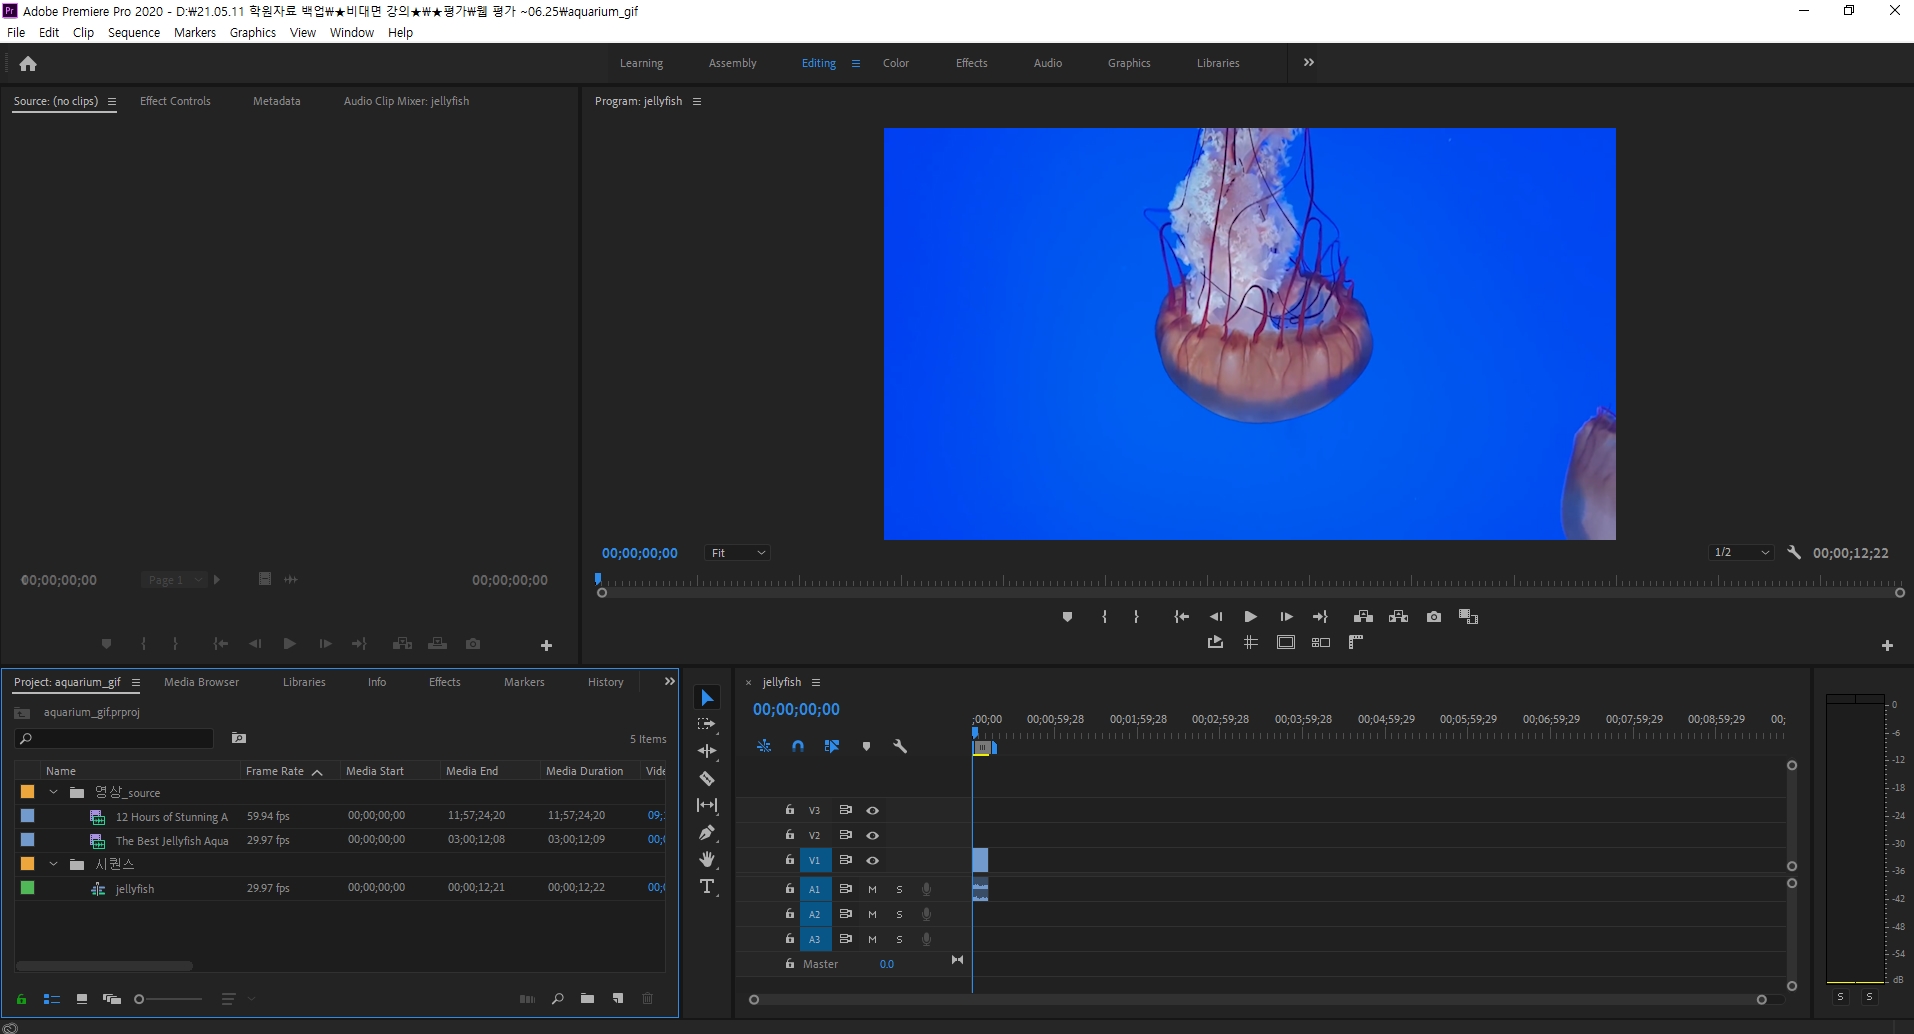 Adobe Premiere Pro 2020 - D:₩21.05.11 학원자료 백업₩★비대면 강의★₩★평가₩웹 평가 ~06.25₩aquarium_gif
File Edit Clip Sequence Markers Graphics View Window Help
Learning Assembly Editing Color Effects Audio Graphics Libraries
Source: (no clips) Effect Controls Metadata Audio Clip Mixer: jellyfish
Program: jellyfish
00;00;00;00 Fit 1/2 00;00;12;22
00;00;00;00 Page 1 00;00;00;00
Project: aquarium_gif Media Browser Libraries Info Effects Markers History
aquarium_gif.prproj
5 Items
Name Frame Rate Media Start Media End Media Duration Vide
영상_source
12 Hours of Stunning A 59.94 fps 00;00;00;00 11;57;24;20 11;57;24;20 09;
The Best Jellyfish Aqua 29.97 fps 00;00;00;00 03;00;12;08 03;00;12;09 00;
시퀀스
jellyfish 29.97 fps 00;00;00;00 00;00;12;21 00;00;12;22 00;
T
× jellyfish
00;00;00;00
;00;00 00;00;59;28 00;01;59;28 00;02;59;28 00;03;59;28 00;04;59;29 00;05;59;29 00;06;59;29 00;07;59;29 00;08;59;29 00;
V3
V2
V1
A1 M S
A2 M S
A3 M S
Master 0.0
0
-6
-12
-18
-24
-30
-36
-42
-48
-54
dB
S S